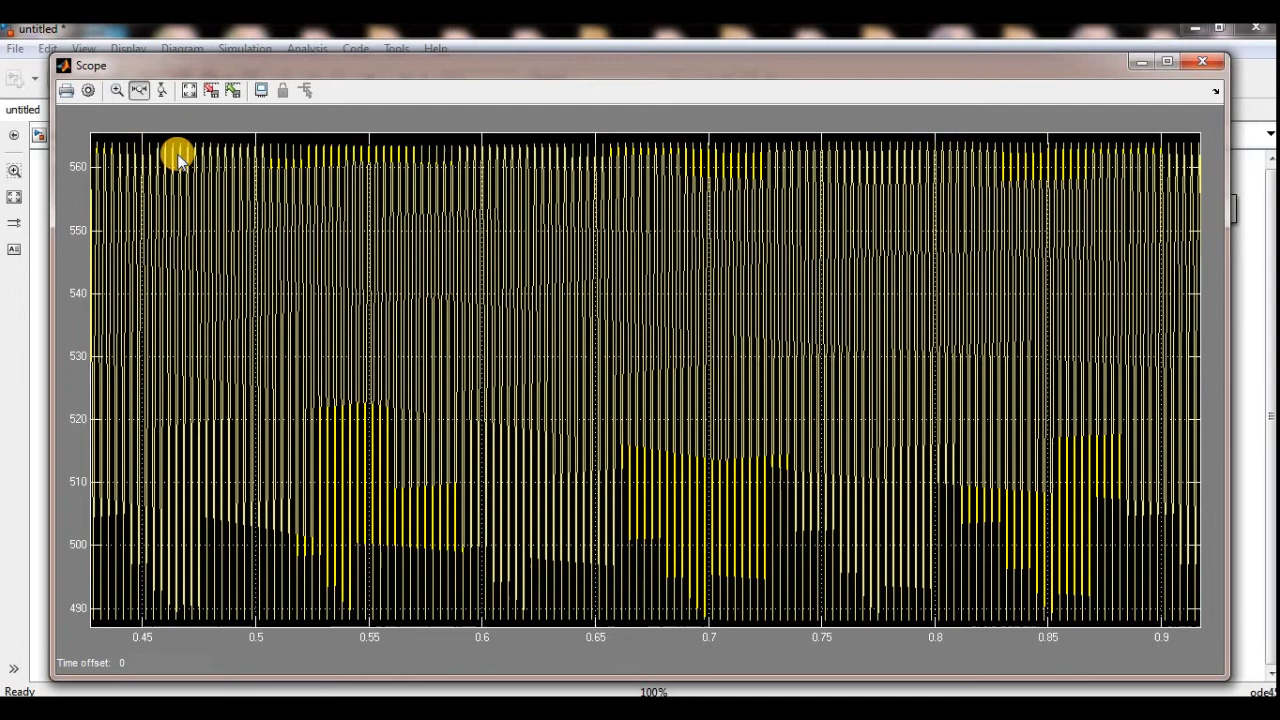 untitled *
File Edit View Display Diagram Simulation Analysis Code Tools Help
Scope
untitled
560
550
540
530
520
510
500
490
0.45 0.5 0.55 0.6 0.65 0.7 0.75 0.8 0.85 0.9
Time offset: 0
Ready 100% ode4